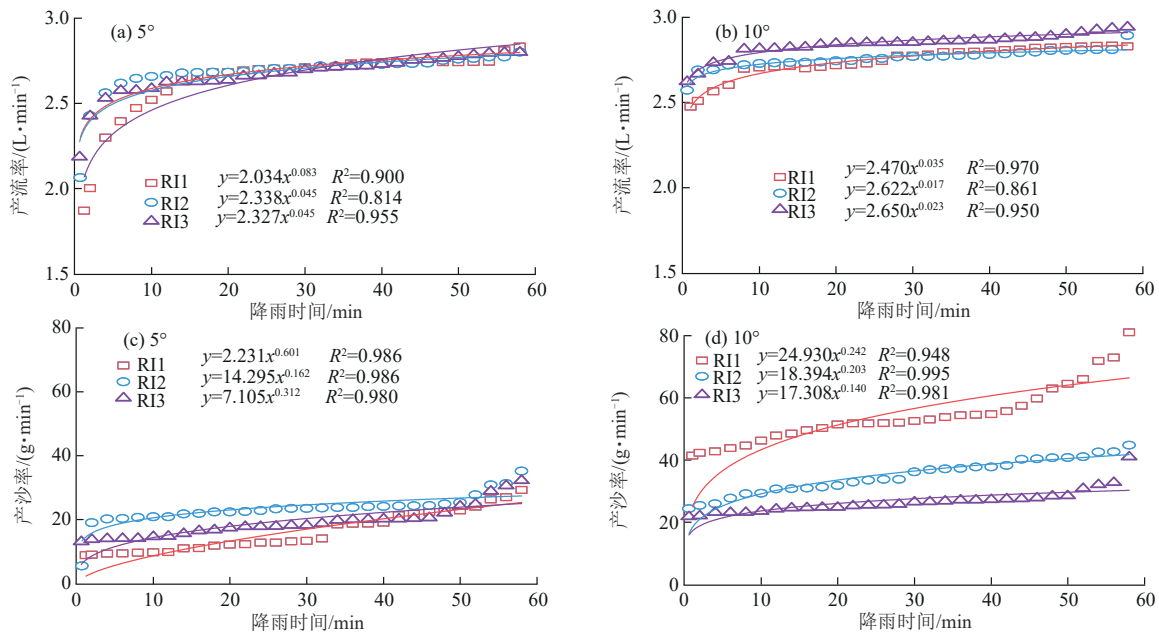 3.0
2.5
2.0
1.5
产流率/(L·min⁻¹)
(a) 5°
RI1 y=2.034x^0.083 R²=0.900
RI2 y=2.338x^0.045 R²=0.814
RI3 y=2.327x^0.045 R²=0.955
0 10 20 30 40 50 60
降雨时间/min
3.0
2.5
2.0
1.5
产流率/(L·min⁻¹)
(b) 10°
RI1 y=2.470x^0.035 R²=0.970
RI2 y=2.622x^0.017 R²=0.861
RI3 y=2.650x^0.023 R²=0.950
0 10 20 30 40 50 60
降雨时间/min
80
60
40
20
0
产沙率/(g·min⁻¹)
(c) 5°
RI1 y=2.231x^0.601 R²=0.986
RI2 y=14.295x^0.162 R²=0.986
RI3 y=7.105x^0.312 R²=0.980
10 20 30 40 50 60
降雨时间/min
80
60
40
20
0
产沙率/(g·min⁻¹)
(d) 10°
RI1 y=24.930x^0.242 R²=0.948
RI2 y=18.394x^0.203 R²=0.995
RI3 y=17.308x^0.140 R²=0.981
10 20 30 40 50 60
降雨时间/min